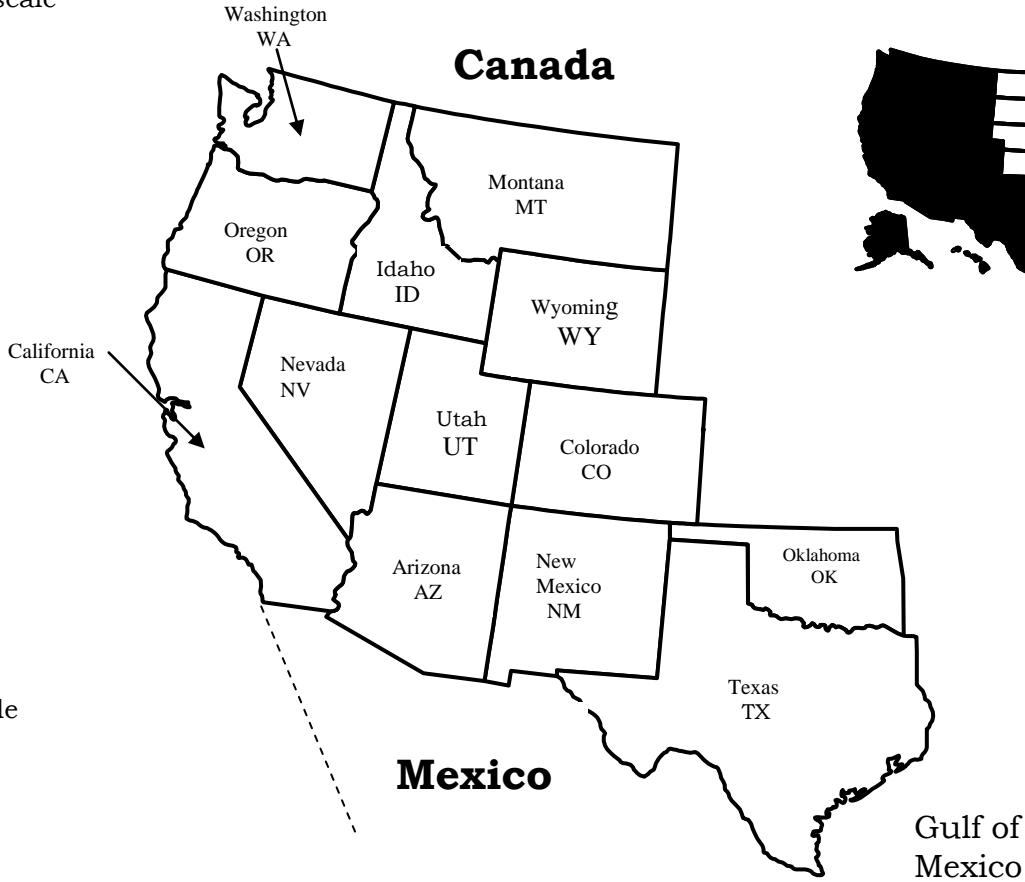 scale
Washington
WA
Canada
Montana
MT
Oregon
OR
Idaho
ID
Wyoming
WY
California
CA
Nevada
NV
Utah
UT
Colorado
CO
Arizona
AZ
New
Mexico
NM
Oklahoma
OK
Texas
TX
Mexico
Gulf of
Mexico